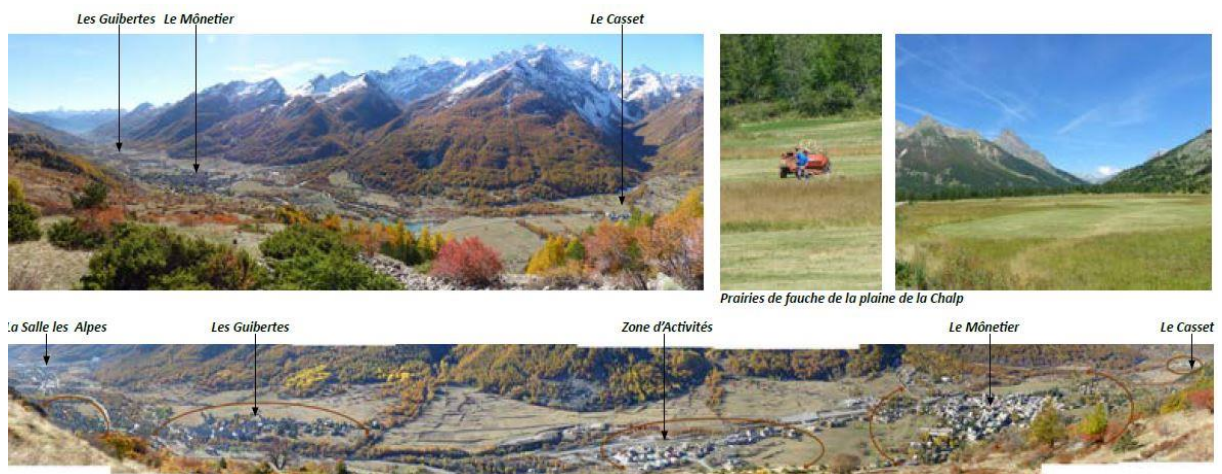 Les Guibertes Le Mônetier Le Casset
Prairies de fauche de la plaine de la Chalp
La Salle les Alpes Les Guibertes Zone d'Activités Le Mônetier Le Casset